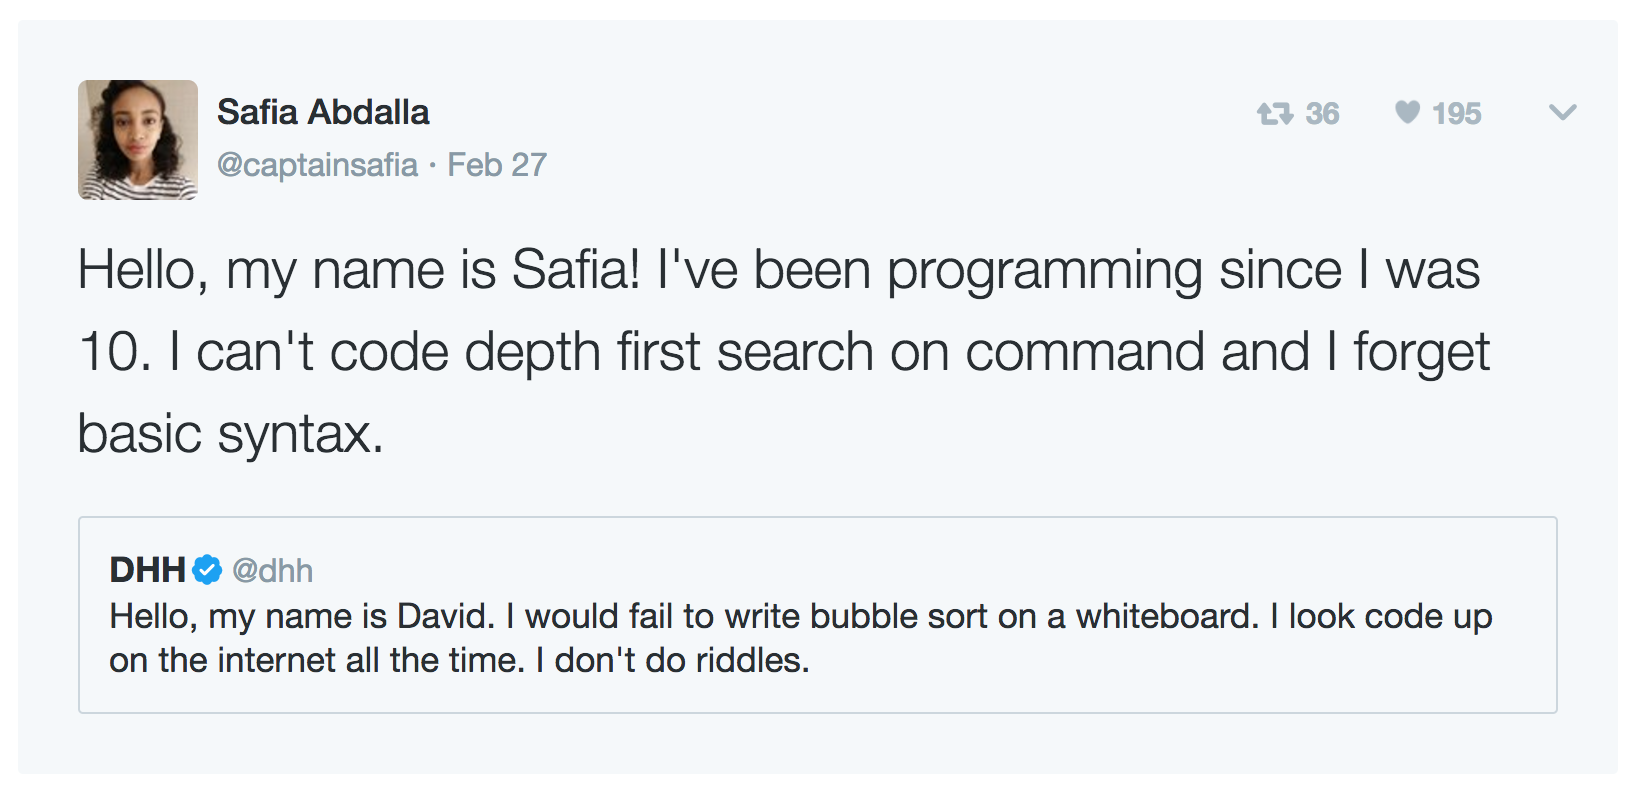 Safia Abdalla
36
195
@captainsafia · Feb 27
Hello, my name is Safia! I've been programming since I was
10. I can't code depth first search on command and I forget
basic syntax.
DHH @dhh
Hello, my name is David. I would fail to write bubble sort on a whiteboard. I look code up
on the internet all the time. I don't do riddles.